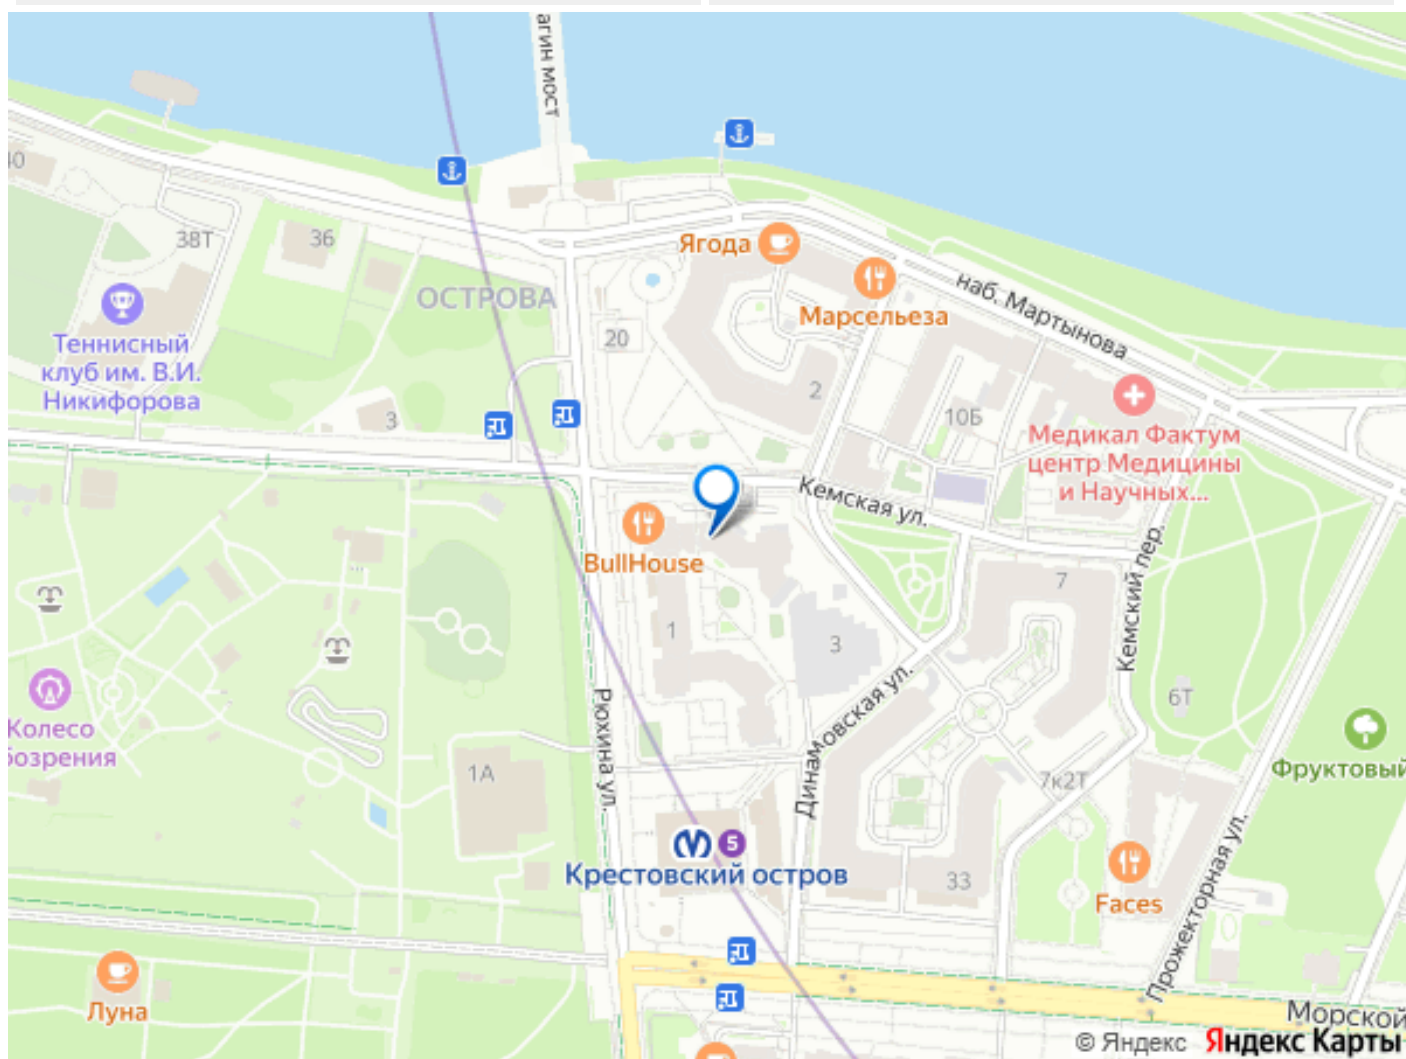 агин мост
40
38Т
36
ОСТРОВА
Ягода
Марсельеза
наб. Мартынова
Теннисный
клуб им. В.И.
Никифорова
20
2
3
10Б
Медикал Фактум
центр Медицины
и Научных...
Кемская ул.
BullHouse
7
Кемский пер.
1
3
Динамовская ул.
Рюхина ул.
6Т
Колесо
бозрения
1А
7к2Т
Фруктовый
5
Крестовский остров
33
Faces
Прожекторная ул.
Луна
Морской
© Яндекс Яндекс Карты